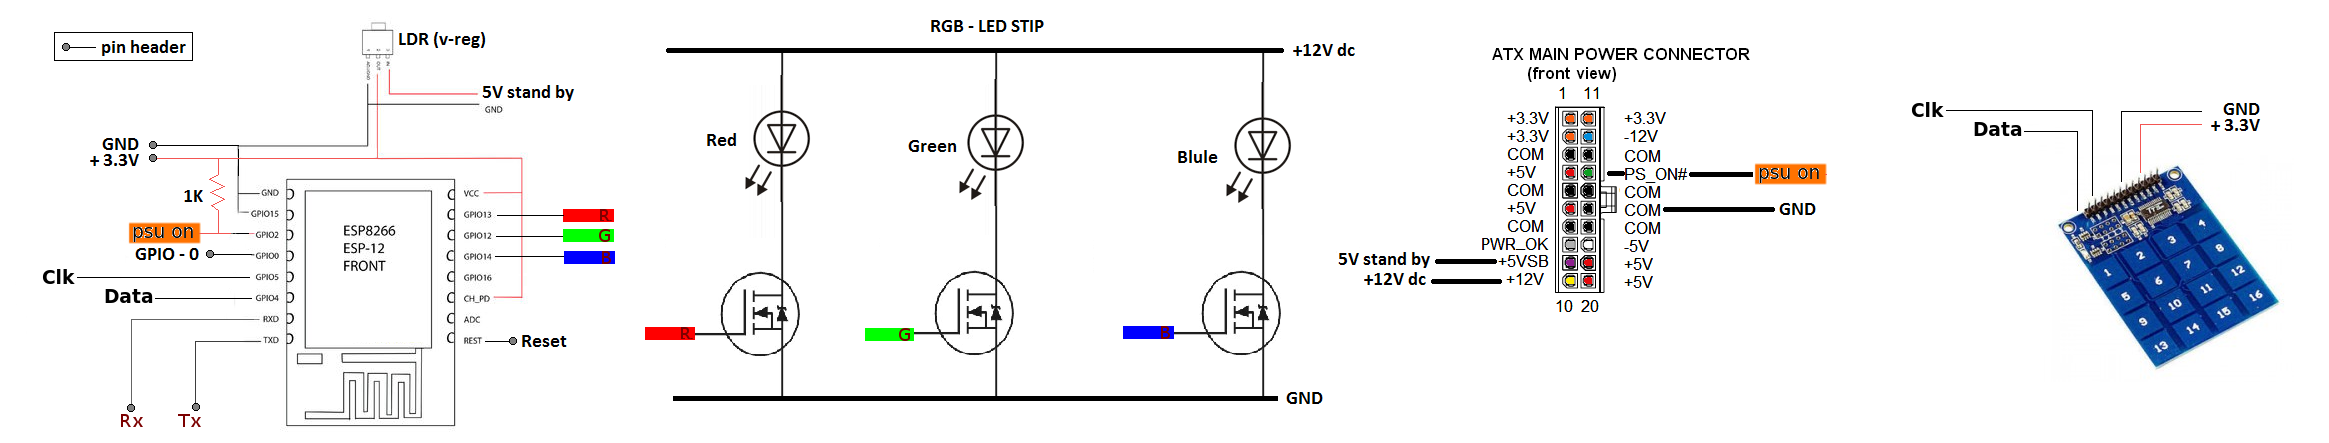 pin header
LDR (v-reg)
ADJ/GND
OUT
IN
5V stand by
GND
GND
+ 3.3V
1K
psu on
GPIO - 0
Clk
Data
Rx
Tx
GND
GPIO15
GPIO2
GPIO0
GPIO5
GPIO4
RXD
TXD
ESP8266
ESP-12
FRONT
VCC
GPIO13
GPIO12
GPIO14
GPIO16
CH_PD
ADC
REST
R
G
Reset
RGB - LED STIP
+12V dc
Red
Green
Blule
R
G
GND
ATX MAIN POWER CONNECTOR
(front view)
1 11
+3.3V +3.3V
+3.3V -12V
COM COM
+5V PS_ON#
COM COM
+5V COM
COM COM
PWR_OK -5V
+5VSB +5V
+12V +5V
10 20
psu on
GND
5V stand by
+12V dc
Clk
Data
GND
+ 3.3V
1 2 3 4
5 6 7 8
9 10 11 12
13 14 15 16